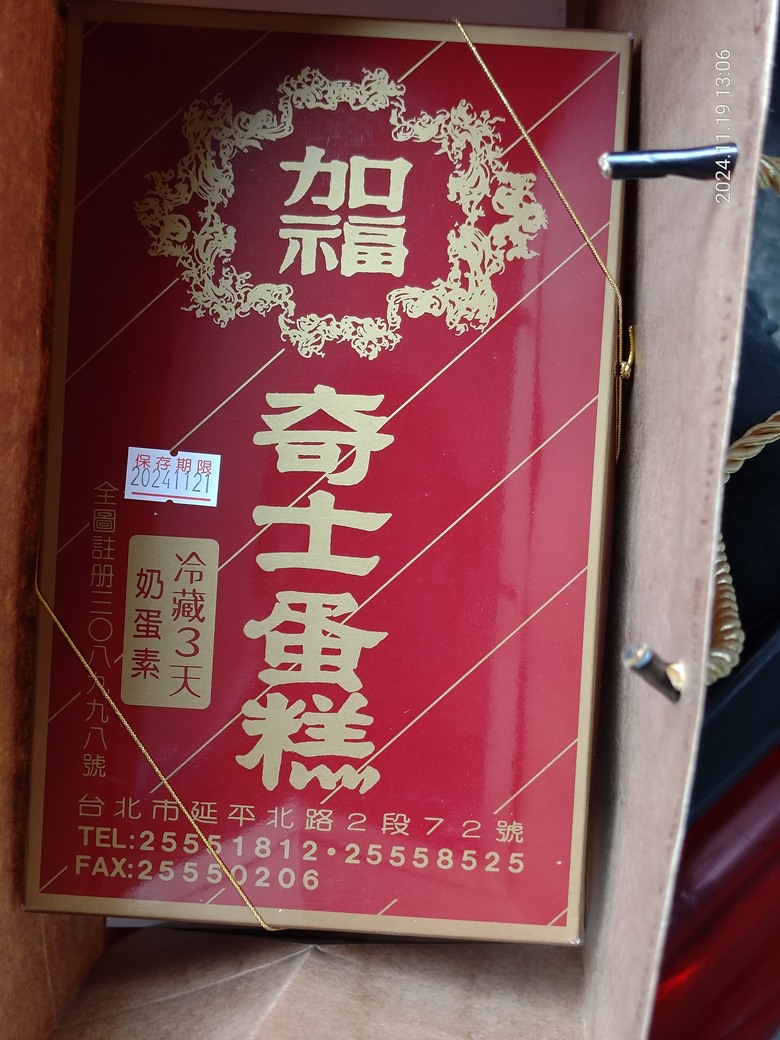 加福
奇士蛋糕
保存期限
20241121
冷藏3天
奶蛋素
全圖註册三〇八九九八號
台北市延平北路2段72號
TEL:25551812•25558525
FAX:25550206
2024.11.19 13:06